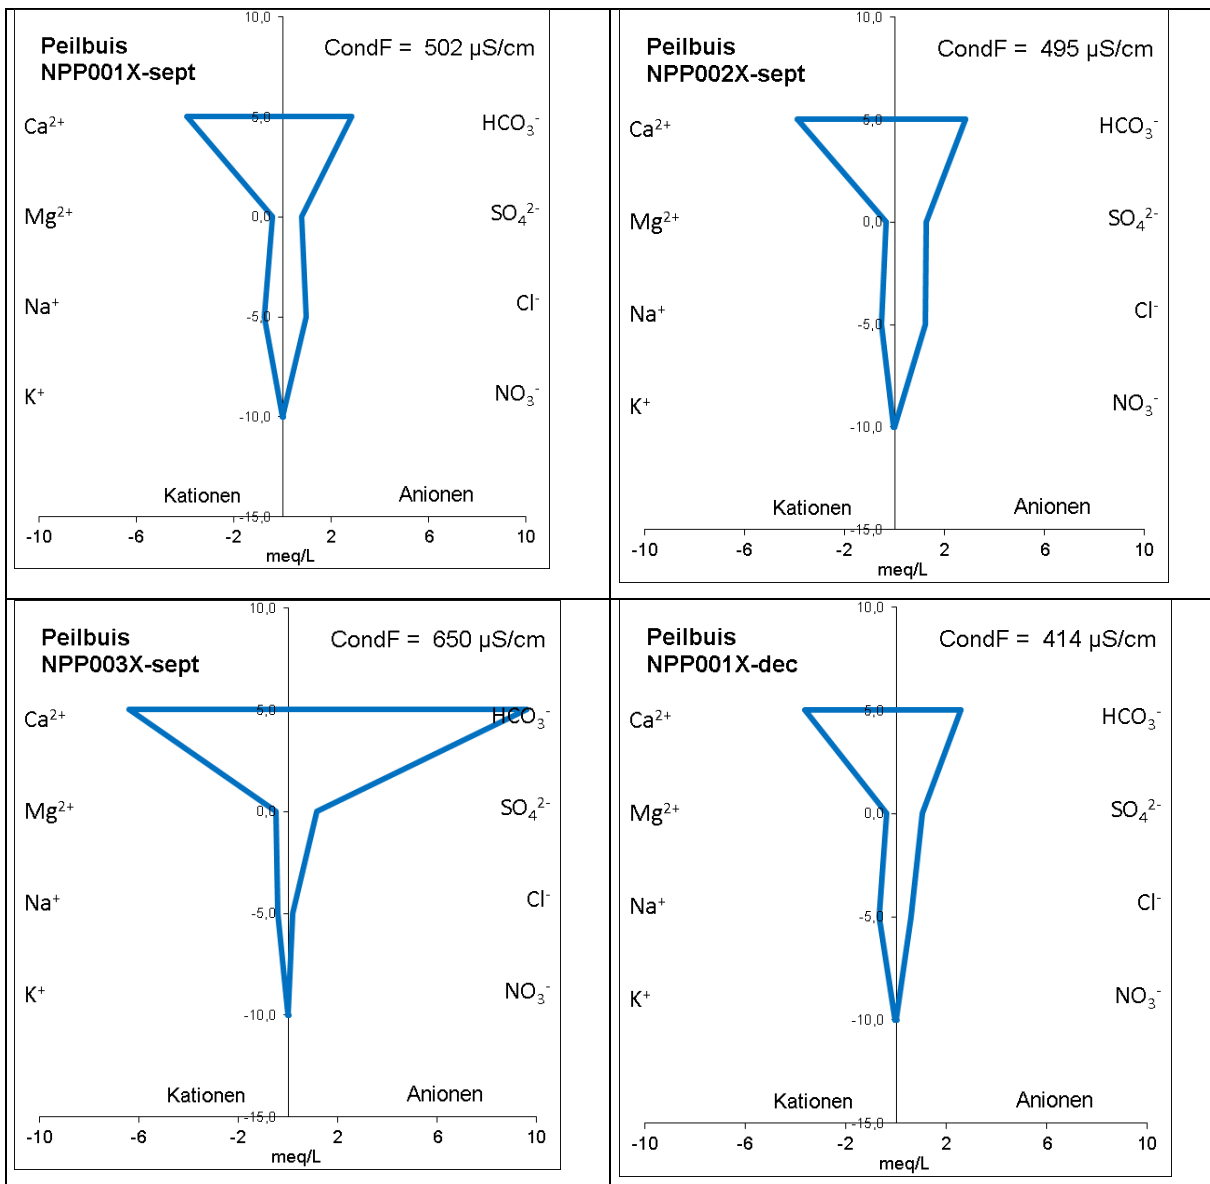 Peilbuis
NPP001X-sept
CondF = 502 µS/cm
10,0
Ca²⁺
5,0
HCO₃⁻
Mg²⁺
0,0
SO₄²⁻
Na⁺
-5,0
Cl⁻
K⁺
-10,0
NO₃⁻
Kationen
Anionen
-15,0
-10 -6 -2 2 6 10
meq/L
Peilbuis
NPP002X-sept
CondF = 495 µS/cm
10,0
Ca²⁺
5,0
HCO₃⁻
Mg²⁺
0,0
SO₄²⁻
Na⁺
-5,0
Cl⁻
K⁺
-10,0
NO₃⁻
Kationen
Anionen
-15,0
-10 -6 -2 2 6 10
meq/L
Peilbuis
NPP003X-sept
CondF = 650 µS/cm
10,0
Ca²⁺
5,0
HCO₃⁻
Mg²⁺
0,0
SO₄²⁻
Na⁺
-5,0
Cl⁻
K⁺
-10,0
NO₃⁻
Kationen
Anionen
-15,0
-10 -6 -2 2 6 10
meq/L
Peilbuis
NPP001X-dec
CondF = 414 µS/cm
10,0
Ca²⁺
5,0
HCO₃⁻
Mg²⁺
0,0
SO₄²⁻
Na⁺
-5,0
Cl⁻
K⁺
-10,0
NO₃⁻
Kationen
Anionen
-15,0
-10 -6 -2 2 6 10
meq/L